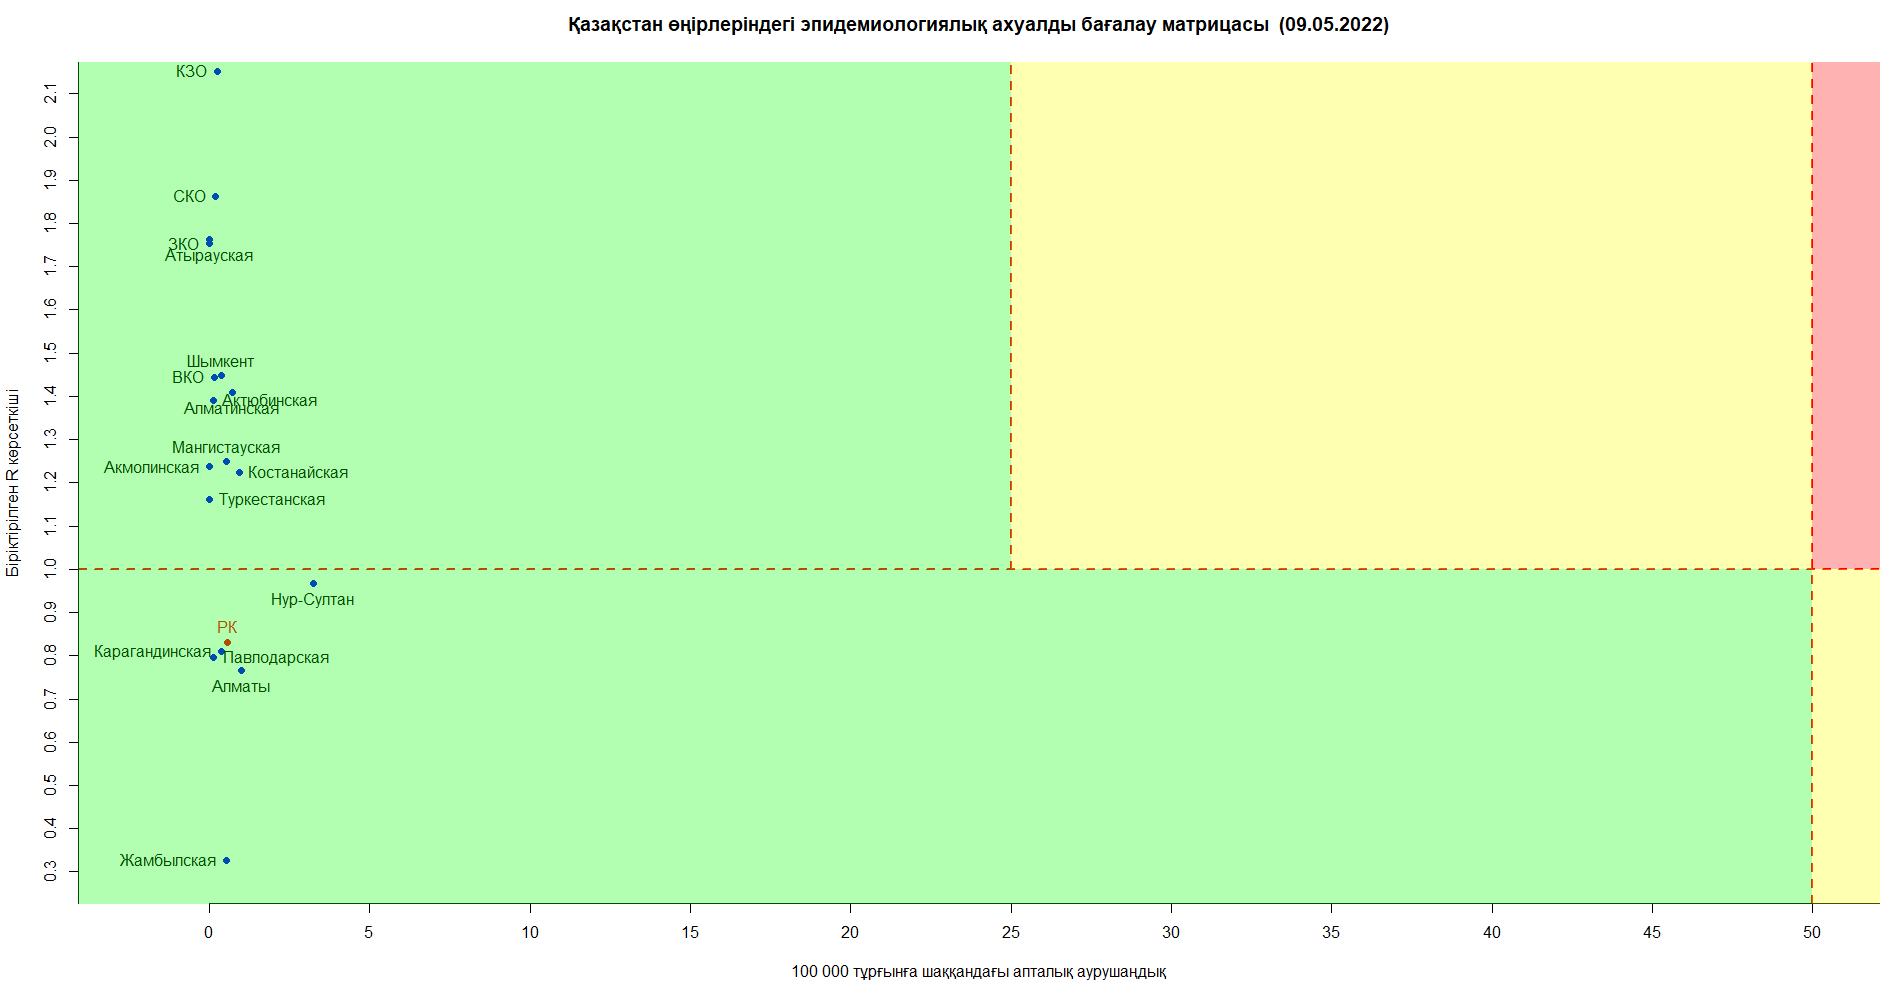 Қазақстан өңірлеріндегі эпидемиологиялық ахуалды бағалау матрицасы (09.05.2022)
Біріктірілген R көрсеткіші
2.1
2.0
1.9
1.8
1.7
1.6
1.5
1.4
1.3
1.2
1.1
1.0
0.9
0.8
0.7
0.6
0.5
0.4
0.3
КЗО
СКО
ЗКО
Атырауская
Шымкент
ВКО
Актюбинская
Алматинская
Мангистауская
Акмолинская
Костанайская
Туркестанская
Нур-Султан
РК
Карагандинская
Павлодарская
Алматы
Жамбылская
0 5 10 15 20 25 30 35 40 45 50
100 000 тұрғынға шаққандағы апталық аурушаңдық